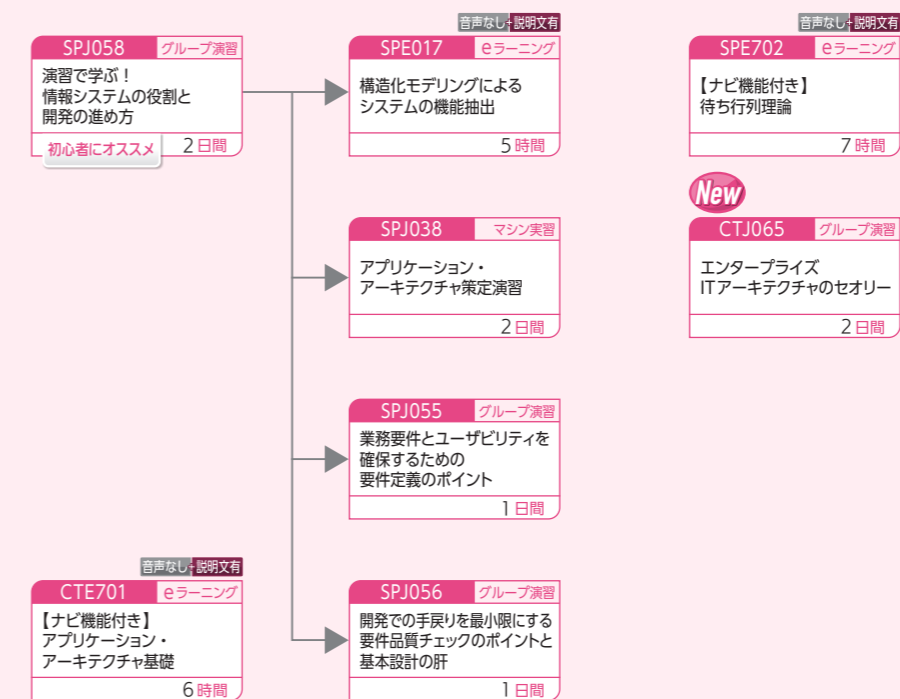 SPJ058 グループ演習
演習で学ぶ！
情報システムの役割と
開発の進め方
初心者にオススメ 2日間
音声なし+説明文有
SPE017 eラーニング
構造化モデリングによる
システムの機能抽出
5時間
音声なし+説明文有
SPE702 eラーニング
【ナビ機能付き】
待ち行列理論
7時間
SPJ038 マシン実習
アプリケーション・
アーキテクチャ策定演習
2日間
New
CTJ065 グループ演習
エンタープライズ
ITアーキテクチャのセオリー
2日間
SPJ055 グループ演習
業務要件とユーザビリティを
確保するための
要件定義のポイント
1日間
音声なし+説明文有
CTE701 eラーニング
【ナビ機能付き】
アプリケーション・
アーキテクチャ基礎
6時間
SPJ056 グループ演習
開発での手戻りを最小限にする
要件品質チェックのポイントと
基本設計の肝
1日間